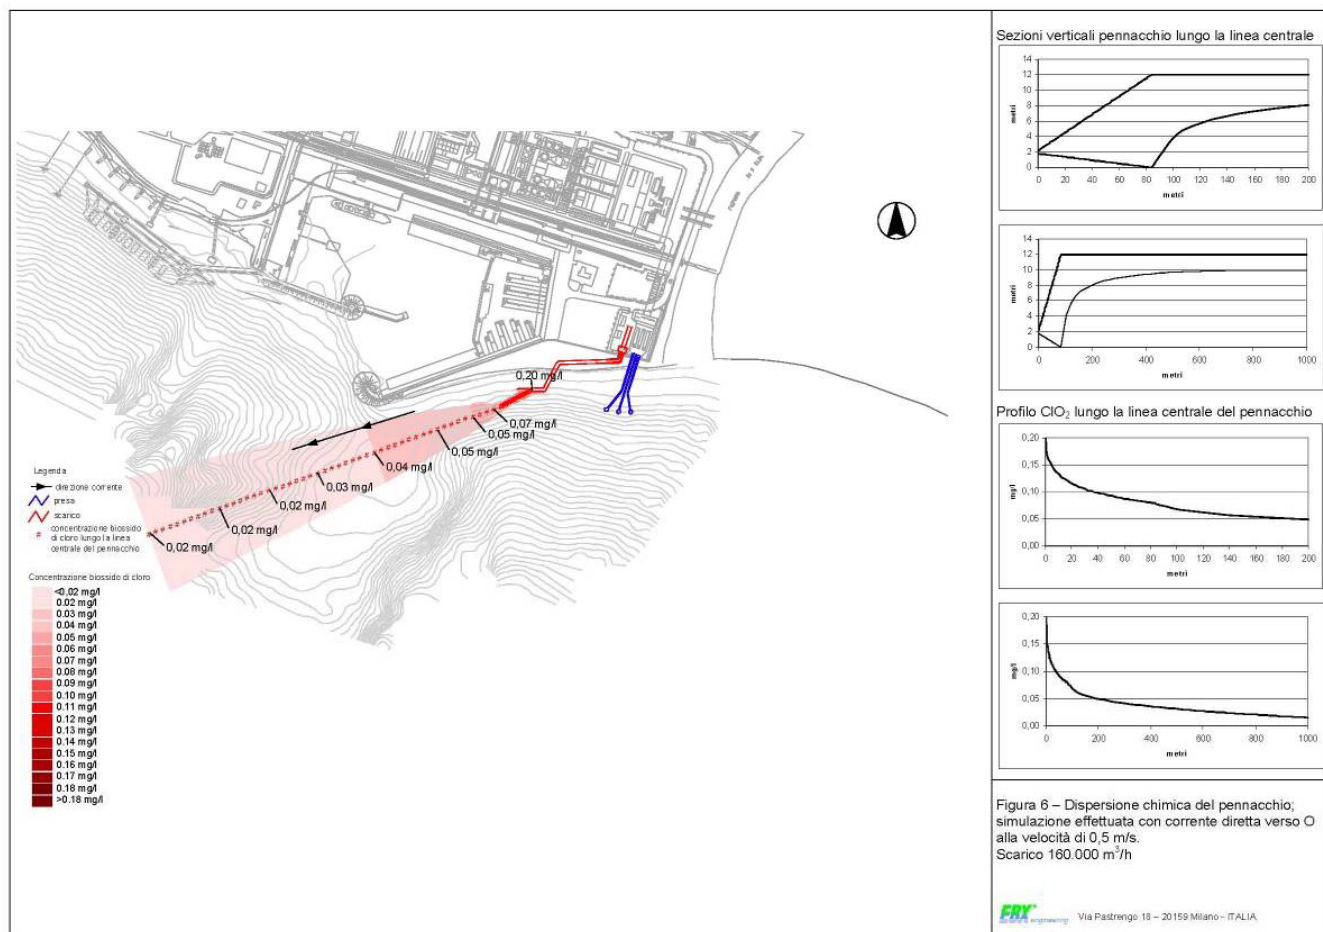 Sezioni verticali pennacchio lungo la linea centrale
14
12
10
8
6
4
2
0
metri
0 20 40 60 80 100 120 140 160 180 200
metri
14
12
10
8
6
4
2
0
metri
0 200 400 600 800 1000
metri
Profilo ClO₂ lungo la linea centrale del pennacchio
0,20
0,15
0,10
0,05
0,00
mg/l
0 20 40 60 80 100 120 140 160 180 200
metri
0,20
0,15
0,10
0,05
0,00
mg/l
0 200 400 600 800 1000
metri
0,20 mg/l
0,07 mg/l
0,05 mg/l
0,05 mg/l
0,04 mg/l
0,03 mg/l
0,02 mg/l
0,02 mg/l
0,02 mg/l
Legenda
direzione corrente
presa
scarico
# concentrazione biossido
di cloro lungo la linea
centrale del pennacchio
Concentrazione biossido di cloro
<0.02 mg/l
0.02 mg/l
0.03 mg/l
0.04 mg/l
0.05 mg/l
0.06 mg/l
0.07 mg/l
0.08 mg/l
0.09 mg/l
0.10 mg/l
0.11 mg/l
0.12 mg/l
0.13 mg/l
0.14 mg/l
0.15 mg/l
0.16 mg/l
0.17 mg/l
0.18 mg/l
>0.18 mg/l
Figura 6 – Dispersione chimica del pennacchio;
simulazione effettuata con corrente diretta verso O
alla velocità di 0,5 m/s.
Scarico 160.000 m³/h
engineering
Via Pastrengo 18 – 20159 Milano - ITALIA